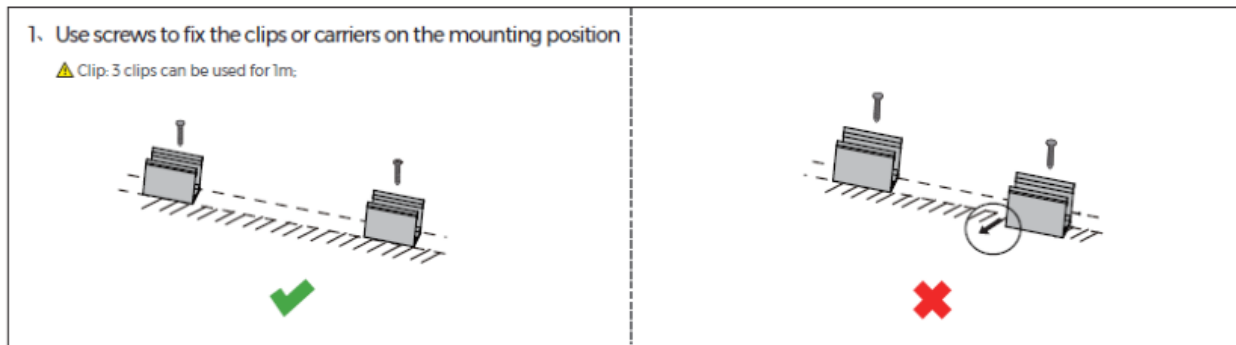 1、 Use screws to fix the clips or carriers on the mounting position
Clip: 3 clips can be used for 1m;